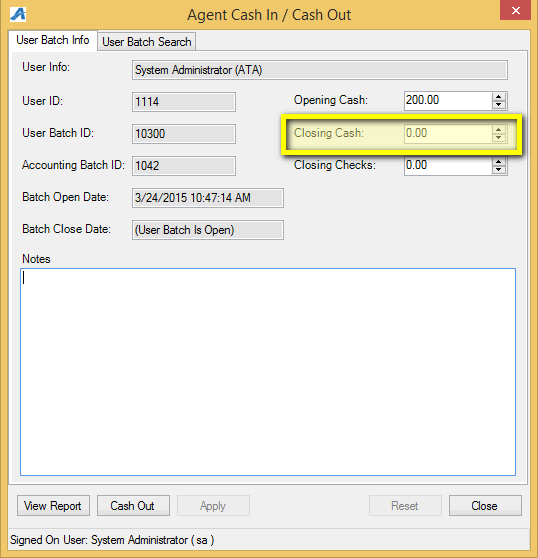 Agent Cash In / Cash Out
User Batch Info User Batch Search
User Info: System Administrator (ATA)
User ID: 1114 Opening Cash: 200.00
User Batch ID: 10300 Closing Cash: 0.00
Accounting Batch ID: 1042 Closing Checks: 0.00
Batch Open Date: 3/24/2015 10:47:14 AM
Batch Close Date: (User Batch Is Open)
Notes
View Report Cash Out Apply Reset Close
Signed On User: System Administrator ( sa )